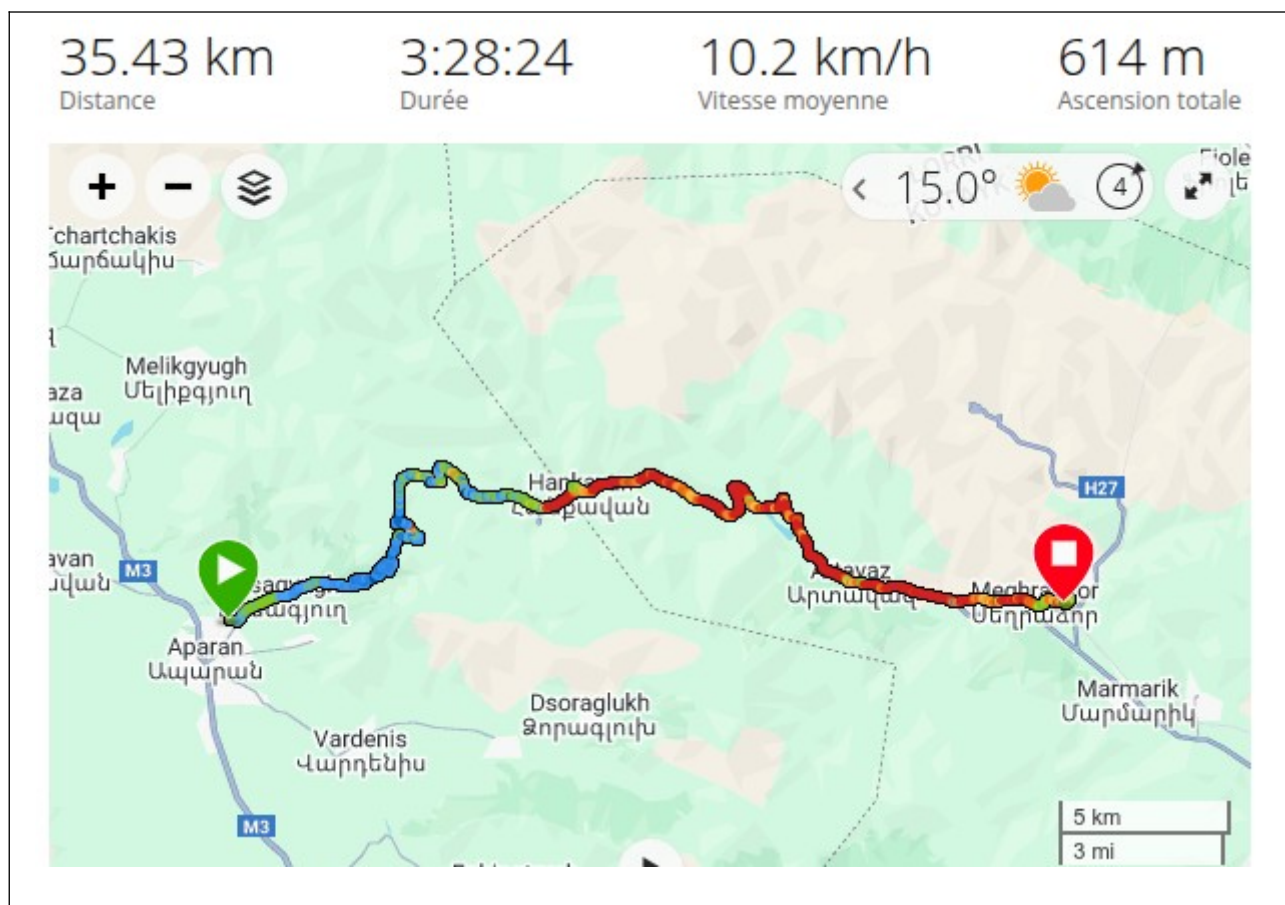 35.43 km
Distance
3:28:24
Durée
10.2 km/h
Vitesse moyenne
614 m
Ascension totale
15.0°
4
Tchartchakis
Melikgyugh
Մելիքգյուղ
H27
M3
Aparan
Ապարան
Արտավազ
Մեղրաձոր
Marmarik
Մարմարիկ
Dsoraglukh
Ձորագլուխ
Vardenis
Վարդենիս
M3
5 km
3 mi